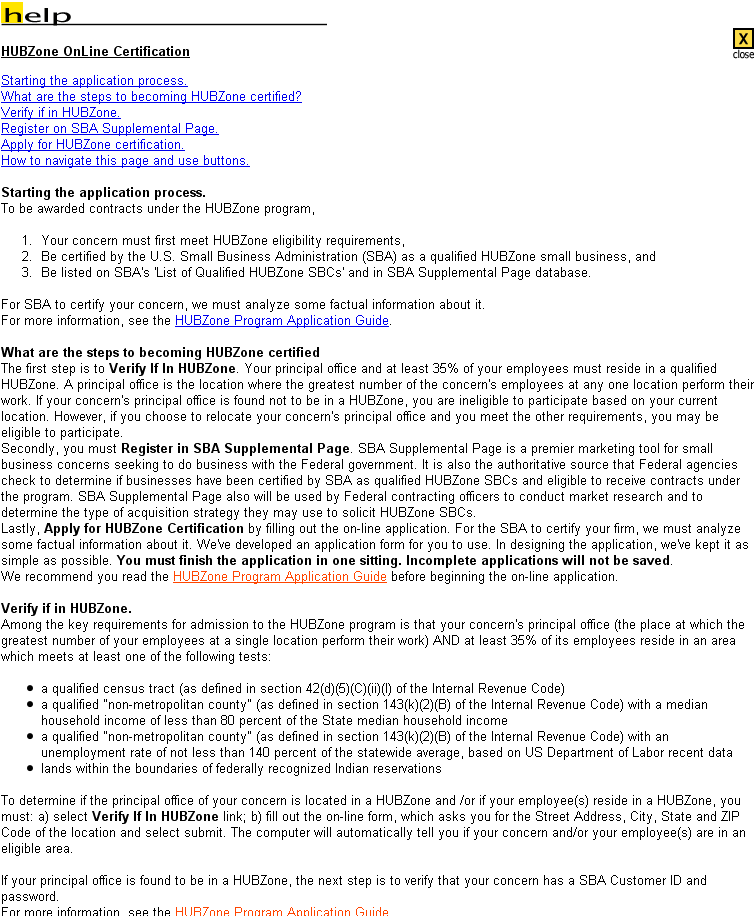 help
close
HUBZone OnLine Certification
Starting the application process.
What are the steps to becoming HUBZone certified?
Verify if in HUBZone.
Register on SBA Supplemental Page.
Apply for HUBZone certification.
How to navigate this page and use buttons.
Starting the application process.
To be awarded contracts under the HUBZone program,
1. Your concern must first meet HUBZone eligibility requirements,
2. Be certified by the U.S. Small Business Administration (SBA) as a qualified HUBZone small business, and
3. Be listed on SBA's 'List of Qualified HUBZone SBCs' and in SBA Supplemental Page database.
For SBA to certify your concern, we must analyze some factual information about it.
For more information, see the HUBZone Program Application Guide.
What are the steps to becoming HUBZone certified
The first step is to Verify If In HUBZone. Your principal office and at least 35% of your employees must reside in a qualified
HUBZone. A principal office is the location where the greatest number of the concern's employees at any one location perform their
work. If your concern's principal office is found not to be in a HUBZone, you are ineligible to participate based on your current
location. However, if you choose to relocate your concern's principal office and you meet the other requirements, you may be
eligible to participate.
Secondly, you must Register in SBA Supplemental Page. SBA Supplemental Page is a premier marketing tool for small
business concerns seeking to do business with the Federal government. It is also the authoritative source that Federal agencies
check to determine if businesses have been certified by SBA as qualified HUBZone SBCs and eligible to receive contracts under
the program. SBA Supplemental Page also will be used by Federal contracting officers to conduct market research and to
determine the type of acquisition strategy they may use to solicit HUBZone SBCs.
Lastly, Apply for HUBZone Certification by filling out the on-line application. For the SBA to certify your firm, we must analyze
some factual information about it. We've developed an application form for you to use. In designing the application, we've kept it as
simple as possible. You must finish the application in one sitting. Incomplete applications will not be saved.
We recommend you read the HUBZone Program Application Guide before beginning the on-line application.
Verify if in HUBZone.
Among the key requirements for admission to the HUBZone program is that your concern's principal office (the place at which the
greatest number of your employees at a single location perform their work) AND at least 35% of its employees reside in an area
which meets at least one of the following tests:
• a qualified census tract (as defined in section 42(d)(5)(C)(ii)(I) of the Internal Revenue Code)
• a qualified "non-metropolitan county" (as defined in section 143(k)(2)(B) of the Internal Revenue Code) with a median
household income of less than 80 percent of the State median household income
• a qualified "non-metropolitan county" (as defined in section 143(k)(2)(B) of the Internal Revenue Code) with an
unemployment rate of not less than 140 percent of the statewide average, based on US Department of Labor recent data
• lands within the boundaries of federally recognized Indian reservations
To determine if the principal office of your concern is located in a HUBZone and /or if your employee(s) reside in a HUBZone, you
must: a) select Verify If In HUBZone link; b) fill out the on-line form, which asks you for the Street Address, City, State and ZIP
Code of the location and select submit. The computer will automatically tell you if your concern and/or your employee(s) are in an
eligible area.
If your principal office is found to be in a HUBZone, the next step is to verify that your concern has a SBA Customer ID and
password.
For more information, see the HUBZone Program Application Guide.